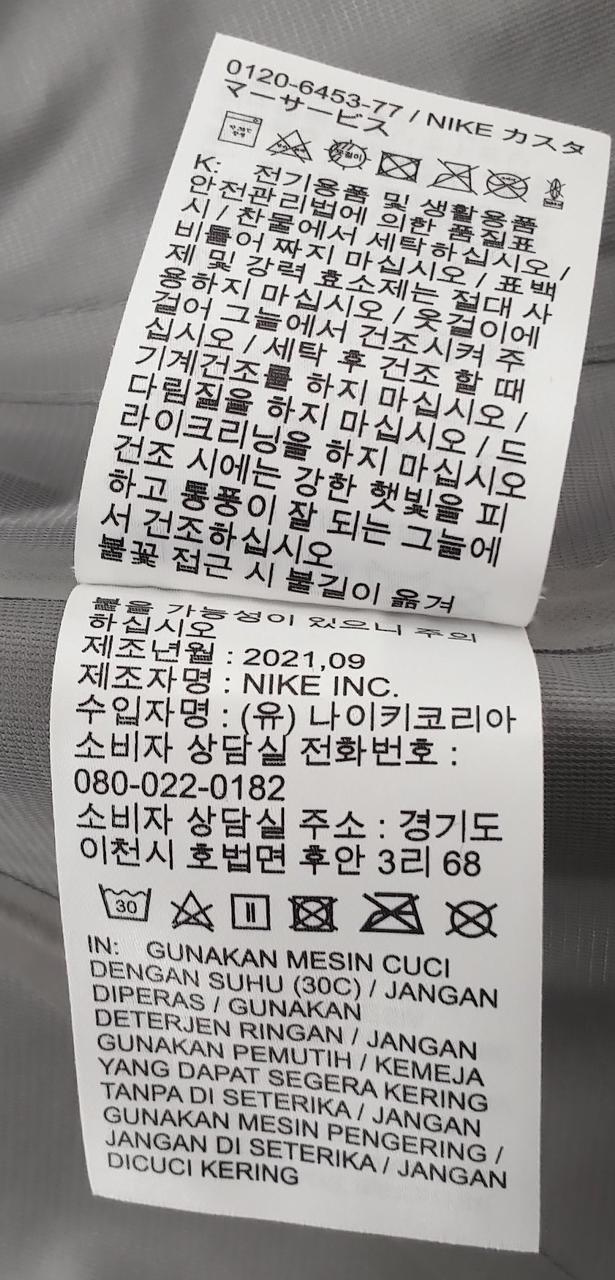 0120-6453-77 / NIKE カスタ
マーサービス
K: 전기용품 및 생활용품
안전관리법에 의한 품질표
시 / 찬물에서 세탁하십시오 /
비틀어 짜지 마십시오 / 표백
제 및 강력 효소제는 절대 사
용하지 마십시오 / 옷걸이에
걸어 그늘에서 건조시켜 주
십시오 / 세탁 후 건조 할 때
기계건조를 하지 마십시오 /
다림질을 하지 마십시오 / 드
라이크리닝을 하지 마십시오
건조 시에는 강한 햇빛을 피
하고 통풍이 잘 되는 그늘에
서 건조하십시오
불꽃 접근 시 불길이 옮겨
붙을 가능성이 있으니 주의
하십시오
제조년월 : 2021,09
제조자명 : NIKE INC.
수입자명 : (유) 나이키코리아
소비자 상담실 전화번호 :
080-022-0182
소비자 상담실 주소 : 경기도
이천시 호법면 후안 3리 68
30
IN: GUNAKAN MESIN CUCI
DENGAN SUHU (30C) / JANGAN
DIPERAS / GUNAKAN
DETERJEN RINGAN / JANGAN
GUNAKAN PEMUTIH / KEMEJA
YANG DAPAT SEGERA KERING
TANPA DI SETERIKA / JANGAN
GUNAKAN MESIN PENGERING /
JANGAN DI SETERIKA / JANGAN
DICUCI KERING